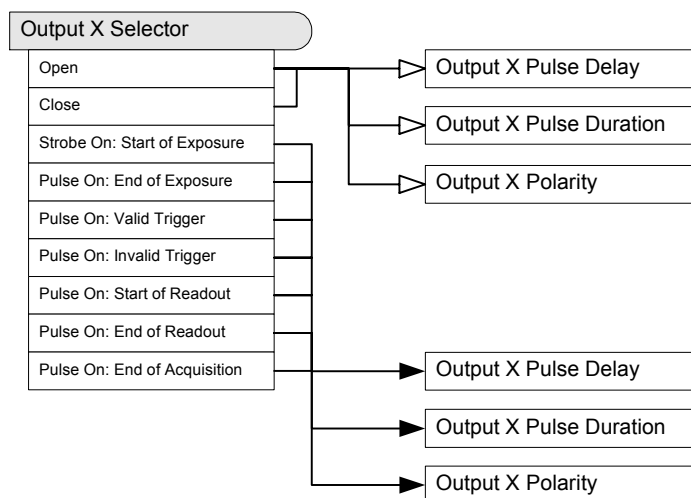 Output X Selector
Open
Close
Strobe On: Start of Exposure
Pulse On: End of Exposure
Pulse On: Valid Trigger
Pulse On: Invalid Trigger
Pulse On: Start of Readout
Pulse On: End of Readout
Pulse On: End of Acquisition
Output X Pulse Delay
Output X Pulse Duration
Output X Polarity
Output X Pulse Delay
Output X Pulse Duration
Output X Polarity